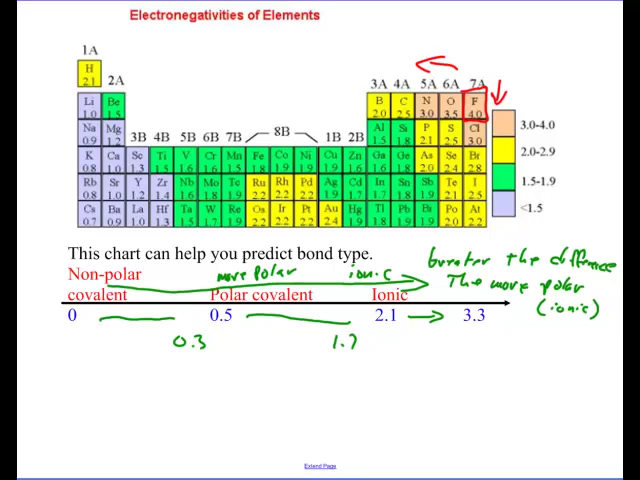 Electronegativities of Elements
1A
2A
3B 4B 5B 6B 7B 8B 1B 2B
3A 4A 5A 6A 7A
H 2.1
Li 1.0 Be 1.5 B 2.0 C 2.5 N 3.0 O 3.5 F 4.0
Na 0.9 Mg 1.2 Al 1.5 Si 1.8 P 2.1 S 2.5 Cl 3.0
K 0.8 Ca 1.0 Sc 1.3 Ti 1.5 V 1.6 Cr 1.6 Mn 1.5 Fe 1.8 Co 1.9 Ni 1.9 Cu 1.9 Zn 1.6 Ga 1.6 Ge 1.8 As 2.0 Se 2.4 Br 2.8
Rb 0.8 Sr 1.0 Y 1.2 Zr 1.4 Nb 1.6 Mo 1.8 Tc 1.9 Ru 2.2 Rh 2.2 Pd 2.2 Ag 1.9 Cd 1.7 In 1.7 Sn 1.8 Sb 1.9 Te 2.1 I 2.5
Cs 0.7 Ba 0.9 La 1.0 Hf 1.3 Ta 1.5 W 1.7 Re 1.9 Os 2.2 Ir 2.2 Pt 2.2 Au 2.4 Hg 1.9 Tl 1.8 Pb 1.9 Bi 1.9 Po 2.0 At 2.2
3.0-4.0
2.0-2.9
1.5-1.9
<1.5
This chart can help you predict bond type.
Greater the difference
The more polar
(ionic)
more polar ionic
Non-polar
covalent Polar covalent Ionic
0 0.5 2.1 3.3
0.3 1.7
Extend Page